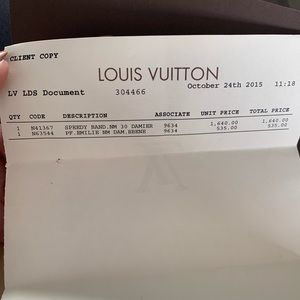 CLIENT COPY
LOUIS VUITTON
LV LDS Document 304466 October 24th 2015 11:18
QTY CODE DESCRIPTION ASSOCIATE UNIT PRICE TOTAL PRICE
1 N41367 SPEEDY BAND.NM 30 DAMIER 9634 1,640.00 1,640.00
1 N63544 PF.EMILIE NM DAM.EBENE 9634 535.00 535.00